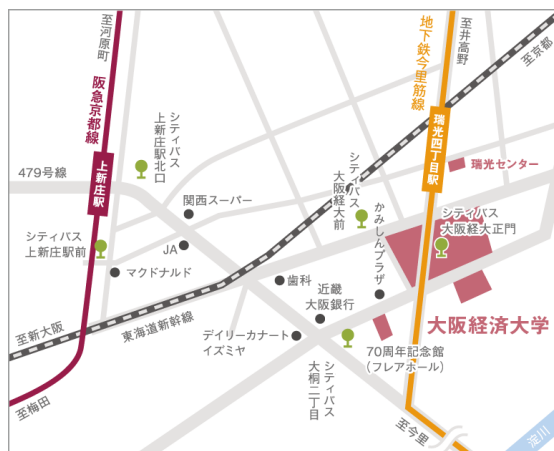 至河原町
阪急京都線
上新庄駅
479号線
シティバス
上新庄駅北口
関西スーパー
シティバス
上新庄駅前
JA
マクドナルド
至新大阪
東海道新幹線
至梅田
地下鉄今里筋線
至井高野
至京都
瑞光四丁目駅
瑞光センター
シティバス
大阪経大前
かみしんプラザ
シティバス
大阪経大正門
歯科
近畿
大阪銀行
デイリーカナート
イズミヤ
シティバス
大桐二丁目
大阪経済大学
70周年記念館
(フレアホール)
至今里
淀川